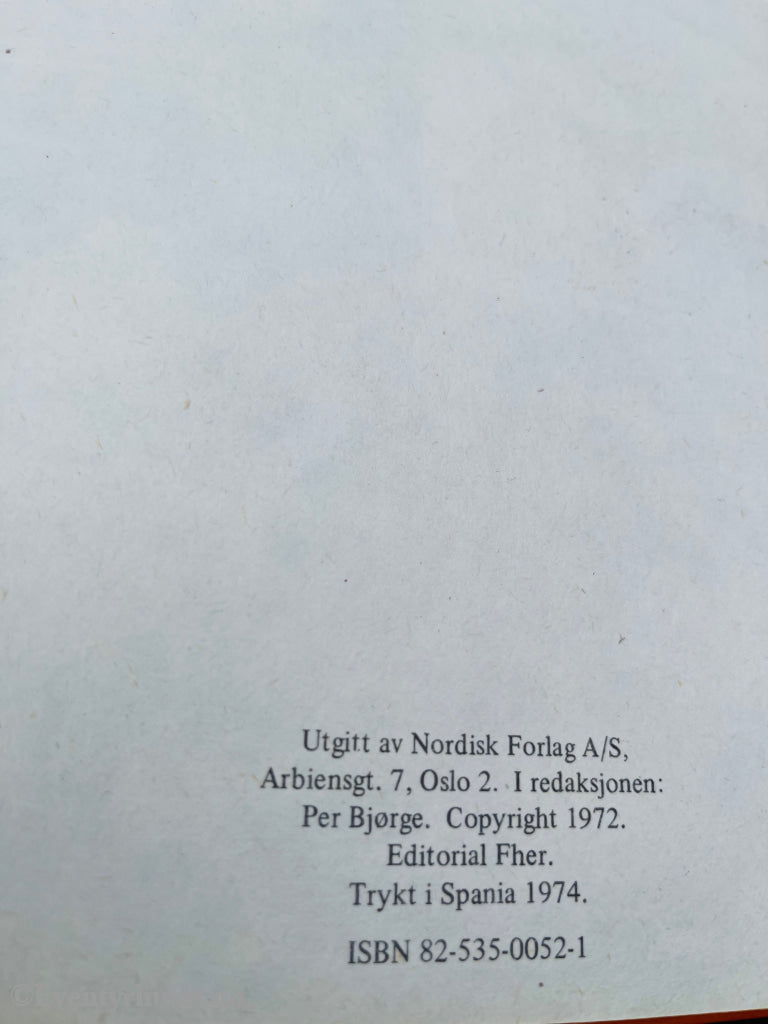 Utgitt av Nordisk Forlag A/S,
Arbiensgt. 7, Oslo 2. I redaksjonen:
Per Bjørge. Copyright 1972.
Editorial Fher.
Trykt i Spania 1974.
ISBN 82-535-0052-1